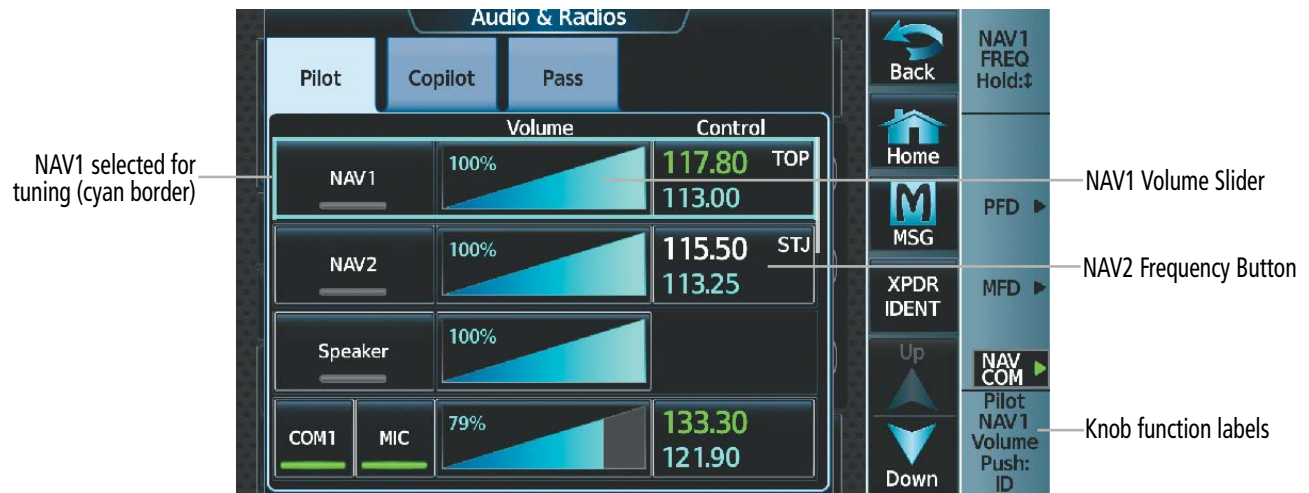 Audio & Radios
Pilot
Copilot
Pass
Volume
Control
NAV1
100%
117.80 TOP
113.00
NAV2
100%
115.50 STJ
113.25
Speaker
100%
COM1
MIC
79%
133.30
121.90
Back
Home
MSG
XPDR
IDENT
Up
Down
NAV1
FREQ
Hold:↕
PFD
MFD
NAV
COM
Pilot
NAV1
Volume
Push:
ID
NAV1 selected for
tuning (cyan border)
NAV1 Volume Slider
NAV2 Frequency Button
Knob function labels